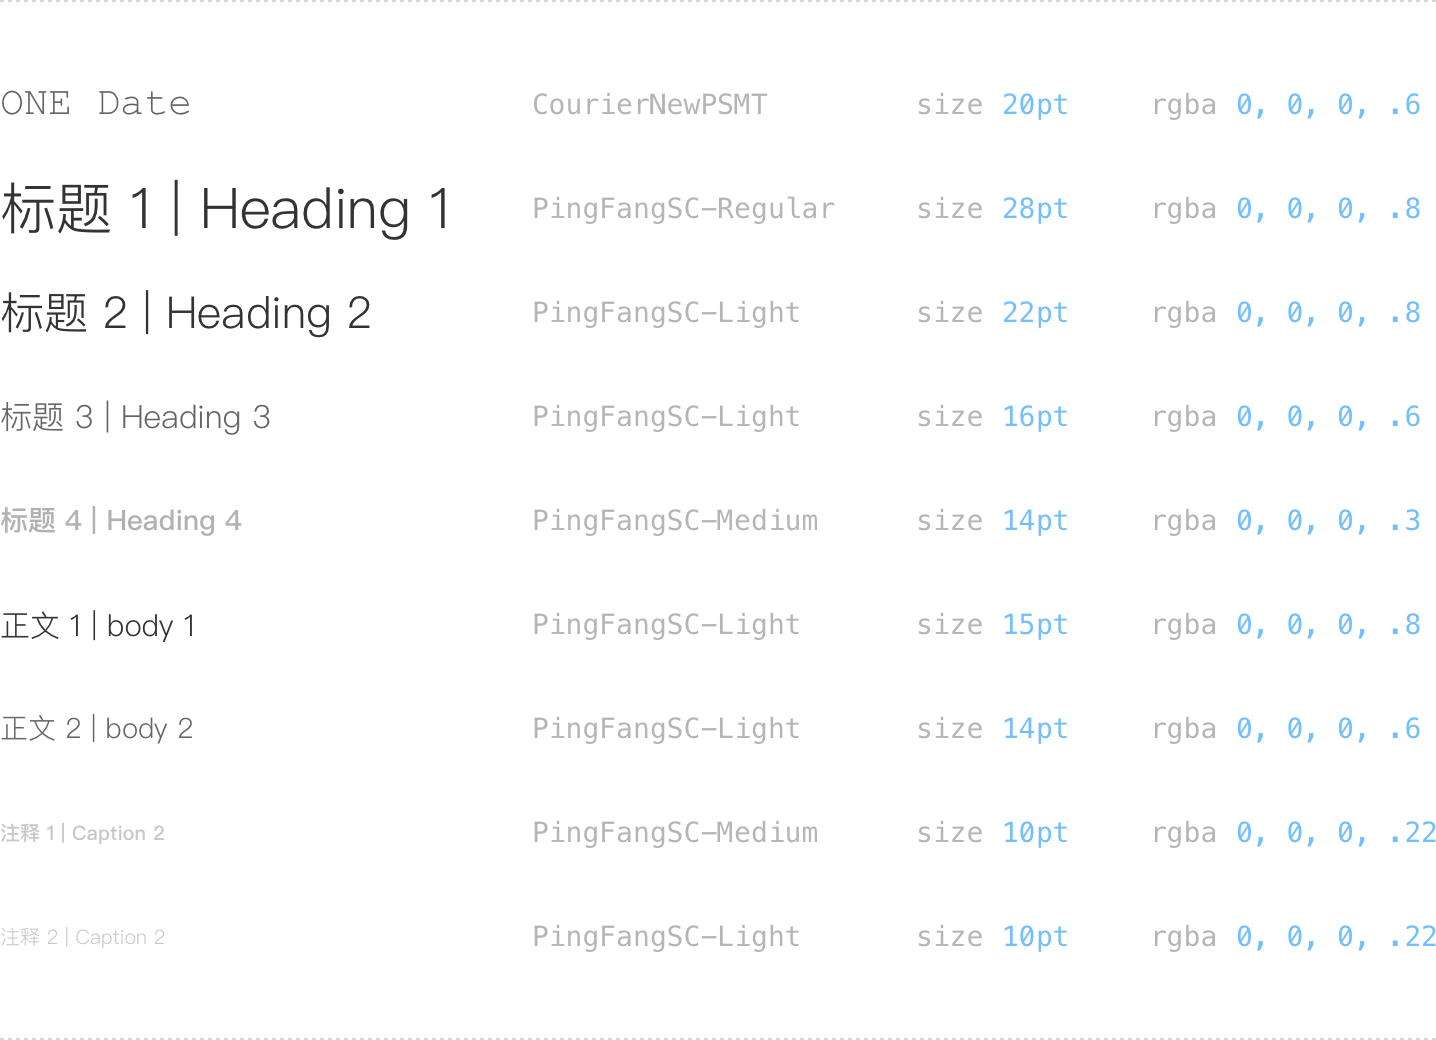 ONE Date CourierNewPSMT size 20pt rgba 0, 0, 0, .6
标题 1 | Heading 1 PingFangSC-Regular size 28pt rgba 0, 0, 0, .8
标题 2 | Heading 2 PingFangSC-Light size 22pt rgba 0, 0, 0, .8
标题 3 | Heading 3 PingFangSC-Light size 16pt rgba 0, 0, 0, .6
标题 4 | Heading 4 PingFangSC-Medium size 14pt rgba 0, 0, 0, .3
正文 1 | body 1 PingFangSC-Light size 15pt rgba 0, 0, 0, .8
正文 2 | body 2 PingFangSC-Light size 14pt rgba 0, 0, 0, .6
注释 1 | Caption 2 PingFangSC-Medium size 10pt rgba 0, 0, 0, .22
注释 2 | Caption 2 PingFangSC-Light size 10pt rgba 0, 0, 0, .22